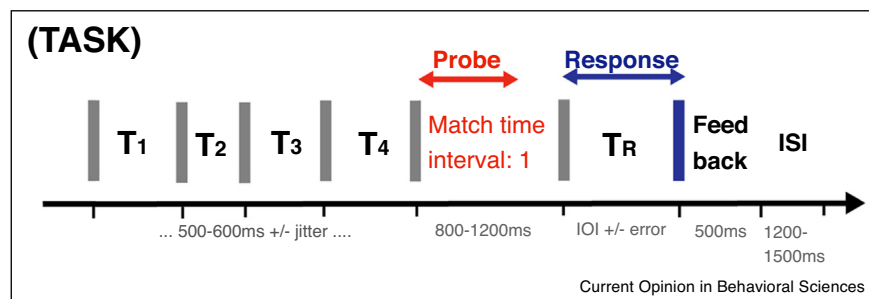 (TASK)
Probe
Response
T1
T2
T3
T4
Match time
interval: 1
TR
Feed
back
ISI
... 500-600ms +/- jitter ....
800-1200ms
IOI +/- error
500ms
1200-
1500ms
Current Opinion in Behavioral Sciences